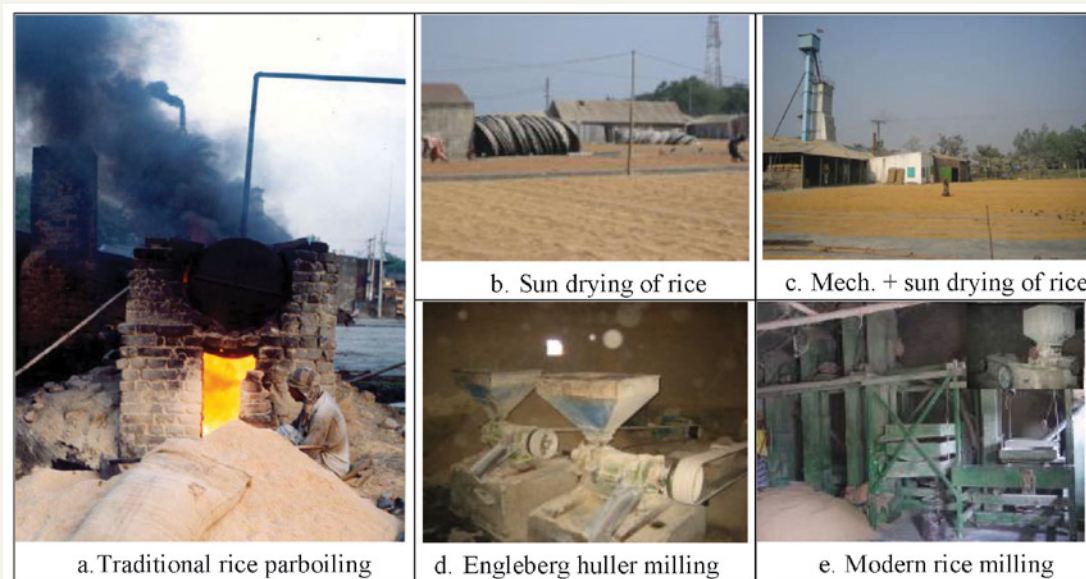 b. Sun drying of rice
c. Mech. + sun drying of rice
a. Traditional rice parboiling
d. Engleberg huller milling
e. Modern rice milling